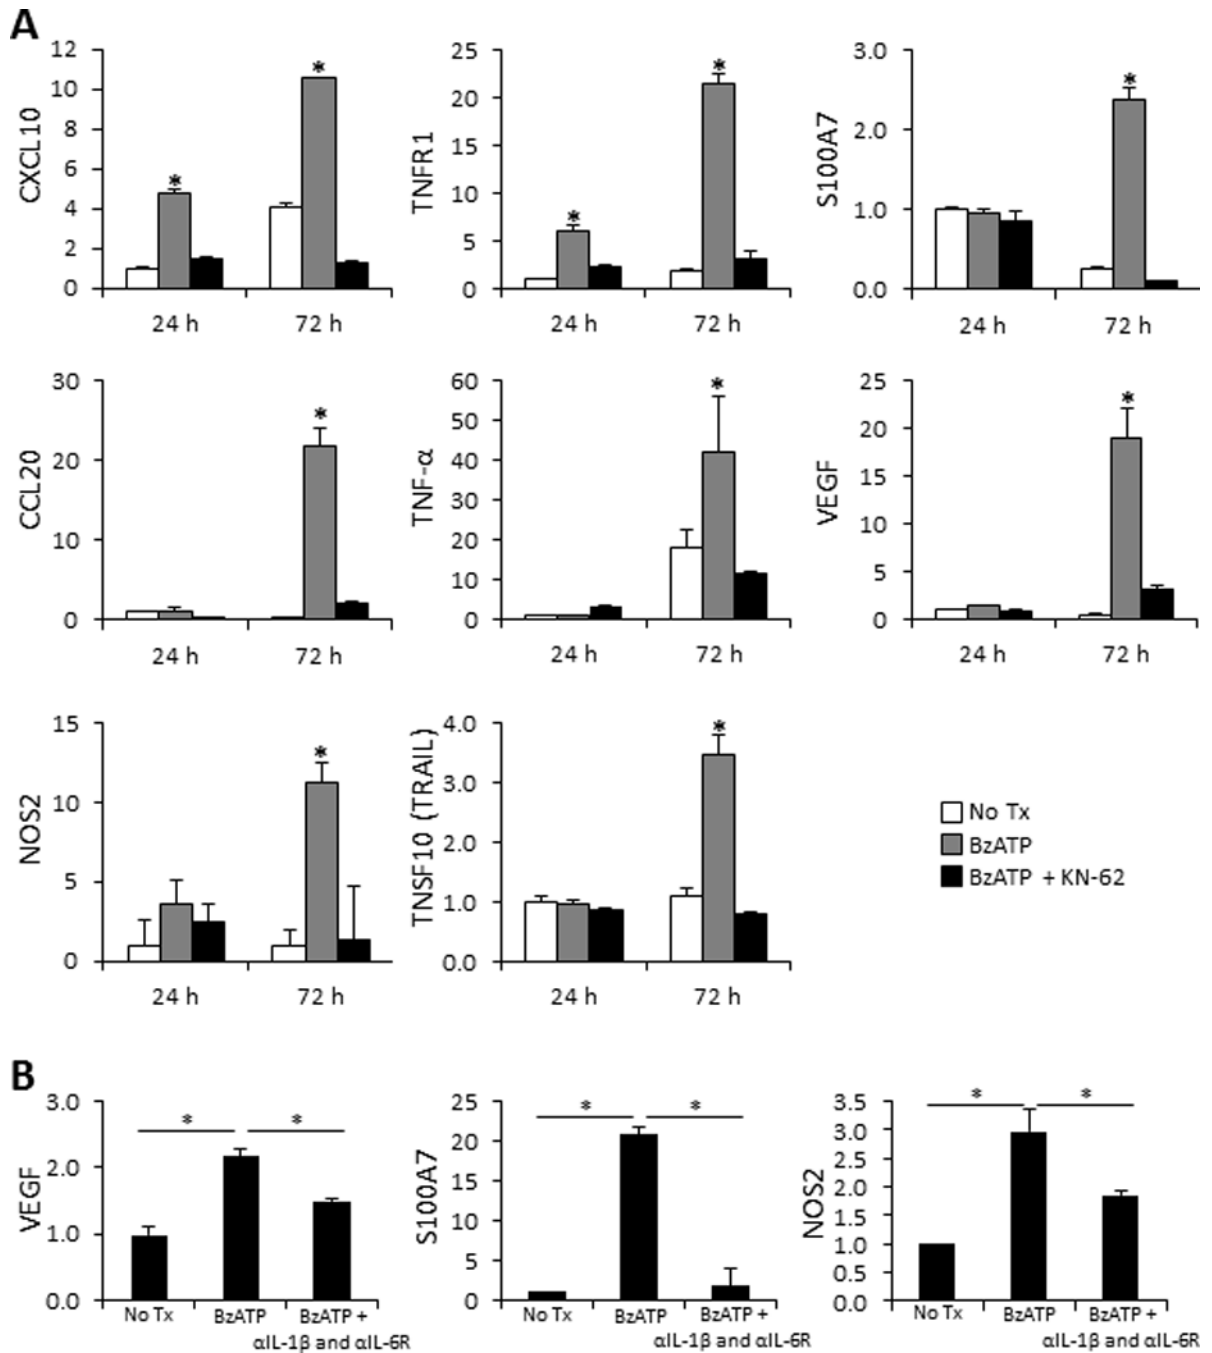 A
CXCL10
12
10
8
6
4
2
0
*
*
24 h
72 h
TNFR1
25
20
15
10
5
0
*
*
24 h
72 h
S100A7
3.0
2.0
1.0
0.0
*
24 h
72 h
CCL20
30
20
10
0
*
24 h
72 h
TNF-α
60
50
40
30
20
10
0
*
24 h
72 h
VEGF
25
20
15
10
5
0
*
24 h
72 h
NOS2
15
10
5
0
*
24 h
72 h
TNSF10 (TRAIL)
4.0
3.0
2.0
1.0
0.0
*
24 h
72 h
No Tx
BzATP
BzATP + KN-62
B
VEGF
3.0
2.0
1.0
0.0
*
*
No Tx
BzATP
BzATP +
αIL-1β and αIL-6R
S100A7
25
20
15
10
5
0
*
*
No Tx
BzATP
BzATP +
αIL-1β and αIL-6R
NOS2
3.5
3.0
2.5
2.0
1.5
1.0
0.5
0.0
*
*
No Tx
BzATP
BzATP +
αIL-1β and αIL-6R